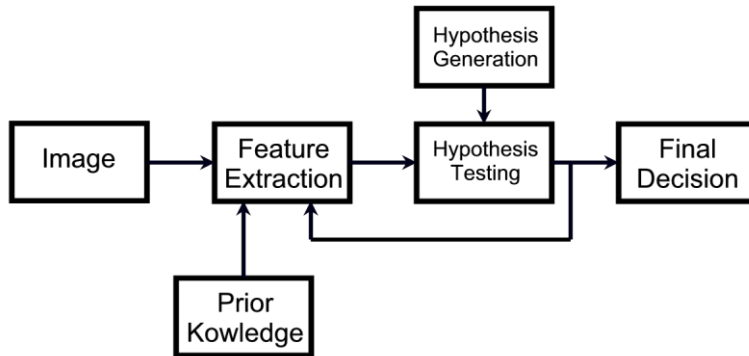 Hypothesis
Generation
Image
Feature
Extraction
Hypothesis
Testing
Final
Decision
Prior
Kowledge